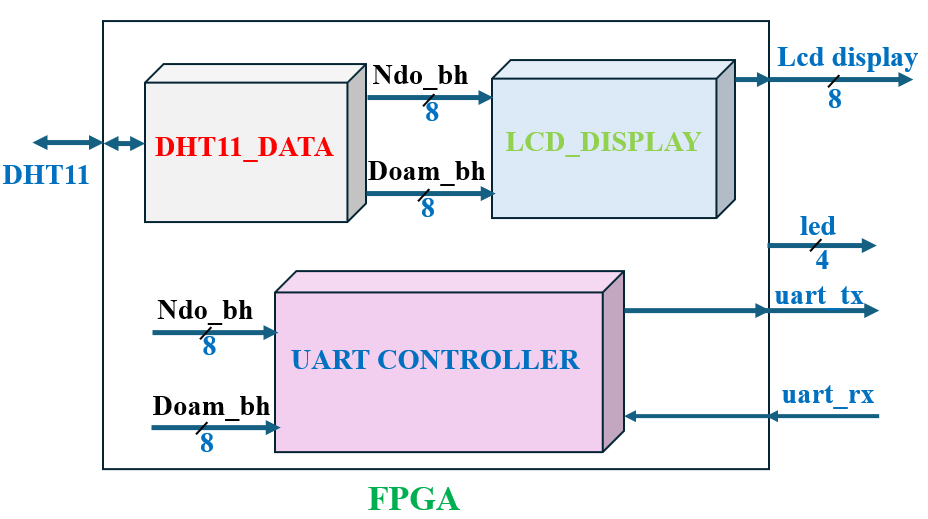 Lcd display
8
Ndo_bh
8
DHT11_DATA
LCD_DISPLAY
DHT11
Doam_bh
8
led
4
uart_tx
Ndo_bh
8
UART CONTROLLER
uart_rx
Doam_bh
8
FPGA